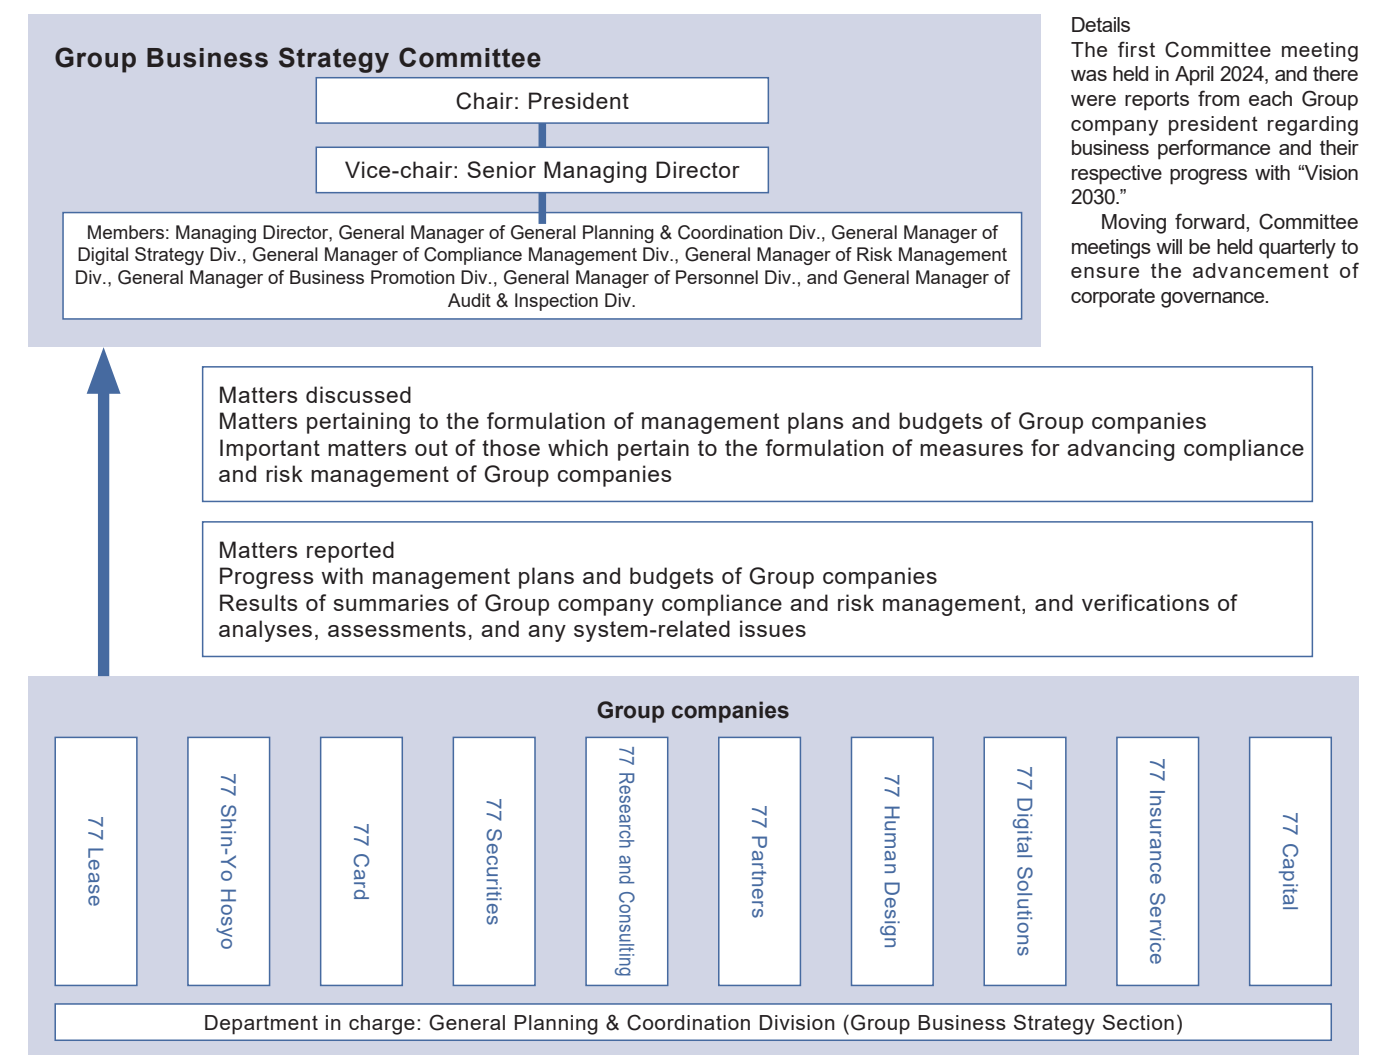 Group Business Strategy Committee
Chair: President
Vice-chair: Senior Managing Director
Members: Managing Director, General Manager of General Planning & Coordination Div., General Manager of
Digital Strategy Div., General Manager of Compliance Management Div., General Manager of Risk Management
Div., General Manager of Business Promotion Div., General Manager of Personnel Div., and General Manager of
Audit & Inspection Div.
Details
The first Committee meeting
was held in April 2024, and there
were reports from each Group
company president regarding
business performance and their
respective progress with “Vision
2030.”
Moving forward, Committee
meetings will be held quarterly to
ensure the advancement of
corporate governance.
Matters discussed
Matters pertaining to the formulation of management plans and budgets of Group companies
Important matters out of those which pertain to the formulation of measures for advancing compliance
and risk management of Group companies
Matters reported
Progress with management plans and budgets of Group companies
Results of summaries of Group company compliance and risk management, and verifications of
analyses, assessments, and any system-related issues
Group companies
77 Lease
77 Shin-Yo Hosyo
77 Card
77 Securities
77 Research and Consulting
77 Partners
77 Human Design
77 Digital Solutions
77 Insurance Service
77 Capital
Department in charge: General Planning & Coordination Division (Group Business Strategy Section)